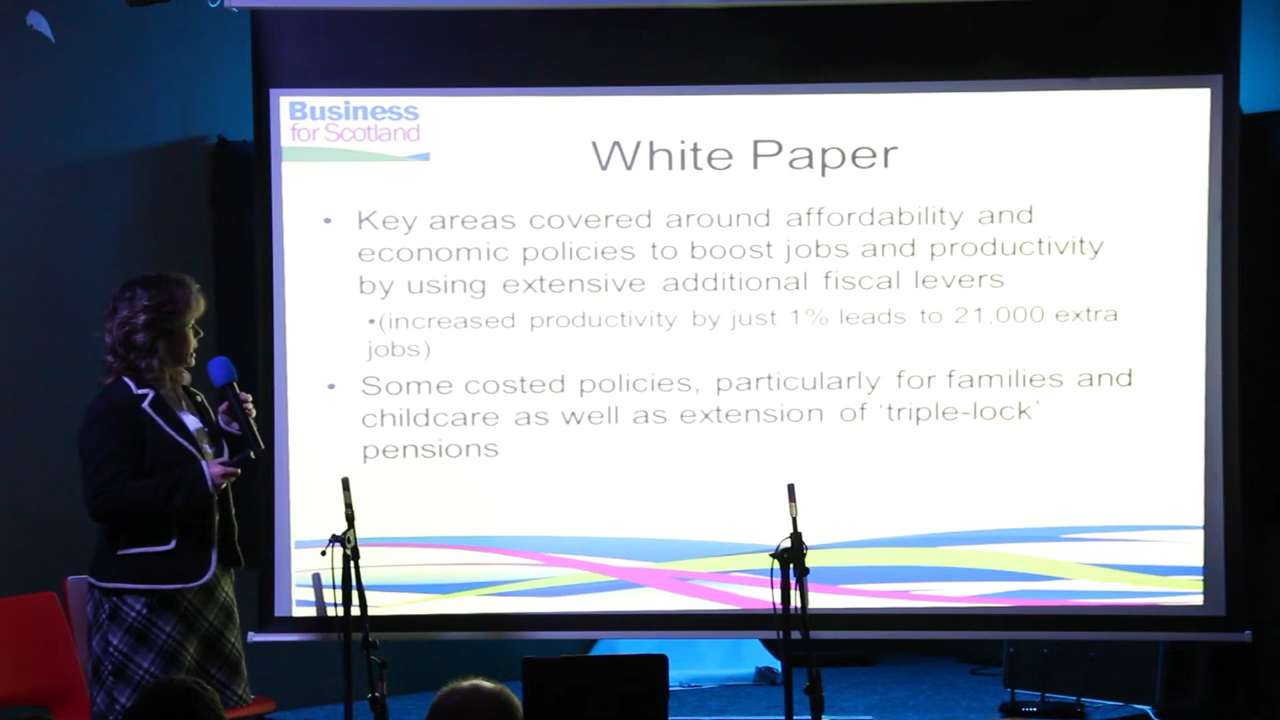 Business
for Scotland
White Paper
• Key areas covered around affordability and
economic policies to boost jobs and productivity
by using extensive additional fiscal levers
•(increased productivity by just 1% leads to 21,000 extra
jobs)
• Some costed policies, particularly for families and
childcare as well as extension of ‘triple-lock’
pensions